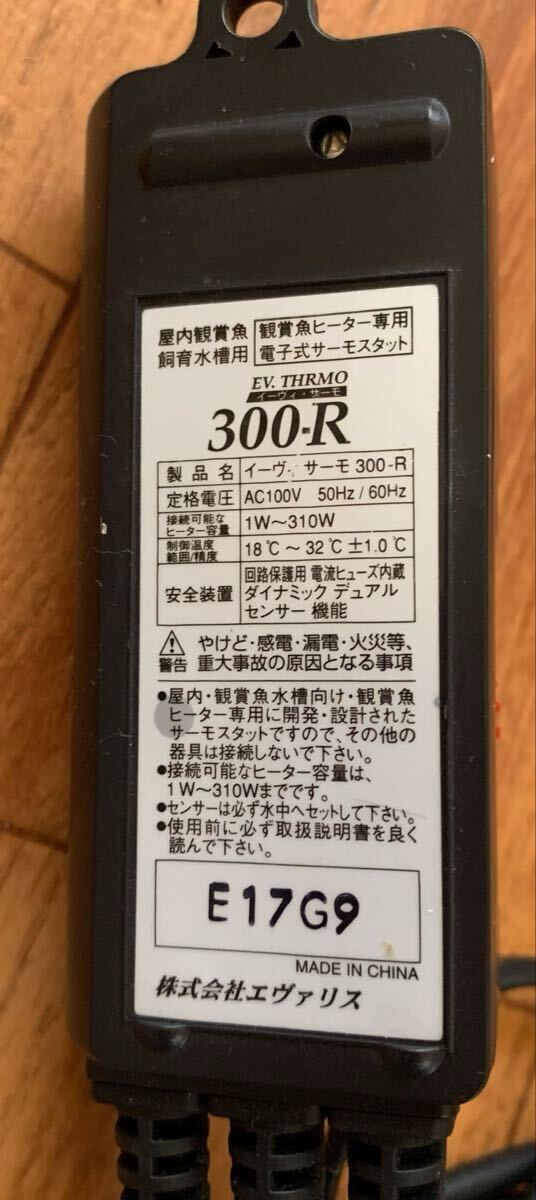 屋内観賞魚
飼育水槽用
観賞魚ヒーター専用
電子式サーモスタット
EV. THRMO
イーヴィ・サーモ
300-R
製品名 イーヴィ サーモ 300-R
定格電圧 AC100V 50Hz / 60Hz
接続可能な
ヒーター容量
1W〜310W
制御温度
範囲/精度
18℃ 〜 32℃ ±1.0℃
安全装置
回路保護用 電流ヒューズ内蔵
ダイナミック デュアル
センサー 機能
警告
やけど・感電・漏電・火災等、
重大事故の原因となる事項
●屋内・観賞魚水槽向け・観賞魚
ヒーター専用に開発・設計された
サーモスタットですので、その他の
器具は接続しないで下さい。
●接続可能なヒーター容量は、
1W〜310Wまでです。
●センサーは必ず水中へセットして下さい。
●使用前に必ず取扱説明書を良く
読んで下さい。
E17G9
MADE IN CHINA
株式会社エヴァリス